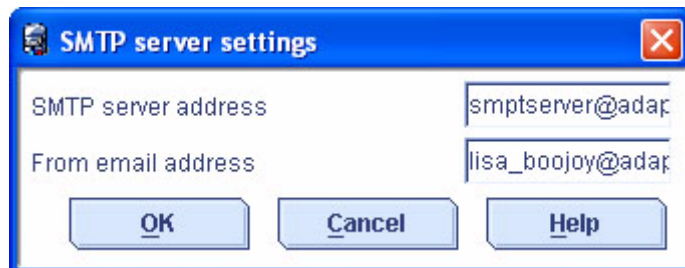 SMTP server settings
SMTP server address smptserver@adap
From email address lisa_boojoy@adap
OK Cancel Help